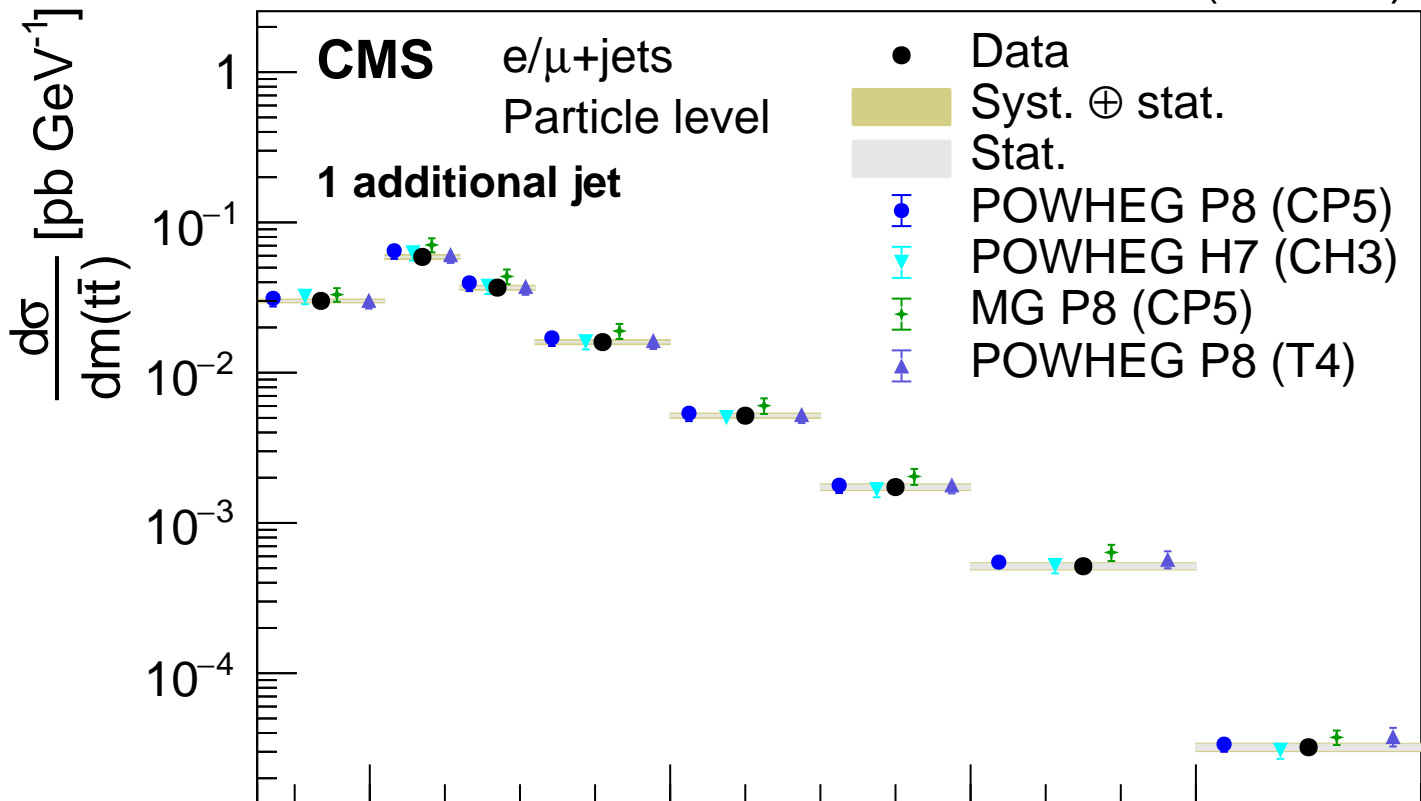 CMS e/μ+jets
Particle level
1 additional jet
Data
Syst. ⊕ stat.
Stat.
POWHEG P8 (CP5)
POWHEG H7 (CH3)
MG P8 (CP5)
POWHEG P8 (T4)
dσ
dm(tt̄)
[pb GeV⁻¹]
1
10⁻¹
10⁻²
10⁻³
10⁻⁴